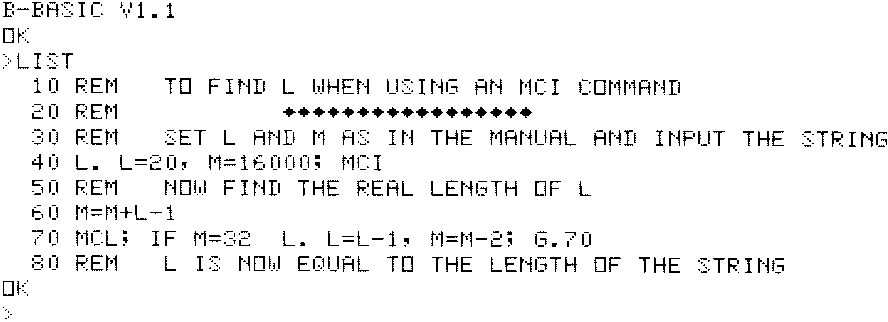 B-BASIC V1.1
OK
>LIST
10 REM TO FIND L WHEN USING AN MCI COMMAND
20 REM ◆◆◆◆◆◆◆◆◆◆◆◆◆◆◆◆◆
30 REM SET L AND M AS IN THE MANUAL AND INPUT THE STRING
40 L. L=20, M=16000; MCI
50 REM NOW FIND THE REAL LENGTH OF L
60 M=M+L-1
70 MCL; IF M=32 L. L=L-1, M=M-2; G.70
80 REM L IS NOW EQUAL TO THE LENGTH OF THE STRING
OK
>